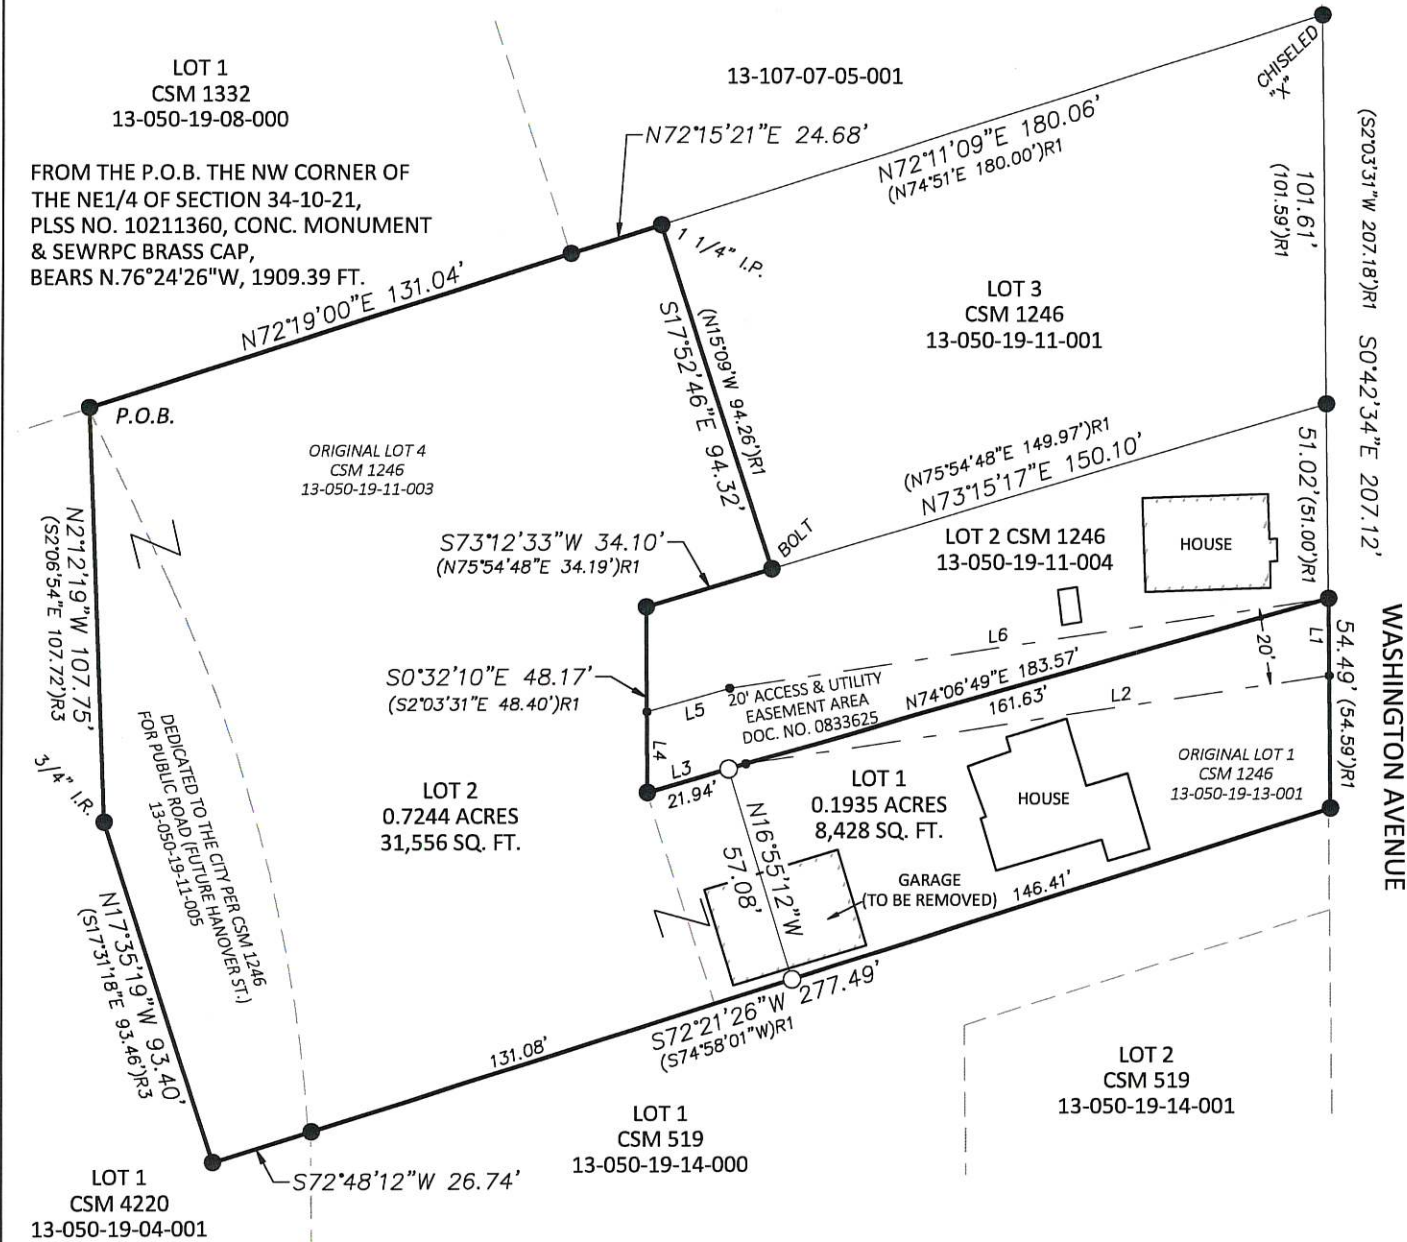 LOT 1
CSM 1332
13-050-19-08-000
FROM THE P.O.B. THE NW CORNER OF
THE NE1/4 OF SECTION 34-10-21,
PLSS NO. 10211360, CONC. MONUMENT
& SEWRPC BRASS CAP,
BEARS N.76°24'26"W, 1909.39 FT.
13-107-07-05-001
N72°15'21"E 24.68'
N72°11'09"E 180.06'
(N74°51'E 180.00')R1
CHISELED
"X"
101.61'
(101.59')R1
(S2°03'31"W 207.18')R1 S0°42'34"E 207.12'
WASHINGTON AVENUE
1 1/4" I.P.
N72°19'00"E 131.04'
P.O.B.
LOT 3
CSM 1246
13-050-19-11-001
(N15°09'W 94.26')R1
S17°52'46"E 94.32'
ORIGINAL LOT 4
CSM 1246
13-050-19-11-003
(N75°54'48"E 149.97')R1
N73°15'17"E 150.10'
51.02' (51.00')R1
S73°12'33"W 34.10'
(N75°54'48"E 34.19')R1
BOLT
LOT 2 CSM 1246
13-050-19-11-004
HOUSE
N2°12'19"W 107.75'
(S2°06'54"E 107.72')R3
S0°32'10"E 48.17'
(S2°03'31"E 48.40')R1
L6
L1
54.49' (54.59')R1
20'
L5
20' ACCESS & UTILITY
EASEMENT AREA
DOC. NO. 0833625
N74°06'49"E 183.57'
161.63'
L2
L4
L3
21.94'
3/4" I.R.
DEDICATED TO THE CITY PER CSM 1246
FOR PUBLIC ROAD (FUTURE HANOVER ST.)
13-050-19-11-005
LOT 2
0.7244 ACRES
31,556 SQ. FT.
LOT 1
0.1935 ACRES
8,428 SQ. FT.
HOUSE
ORIGINAL LOT 1
CSM 1246
13-050-19-13-001
N16°55'12"W
57.08'
GARAGE
(TO BE REMOVED)
146.41'
N17°35'19"W 93.40'
(S17°31'18"E 93.46')R3
S72°21'26"W 277.49'
(S74°58'01"W)R1
131.08'
LOT 2
CSM 519
13-050-19-14-001
LOT 1
CSM 519
13-050-19-14-000
S72°48'12"W 26.74'
LOT 1
CSM 4220
13-050-19-04-001